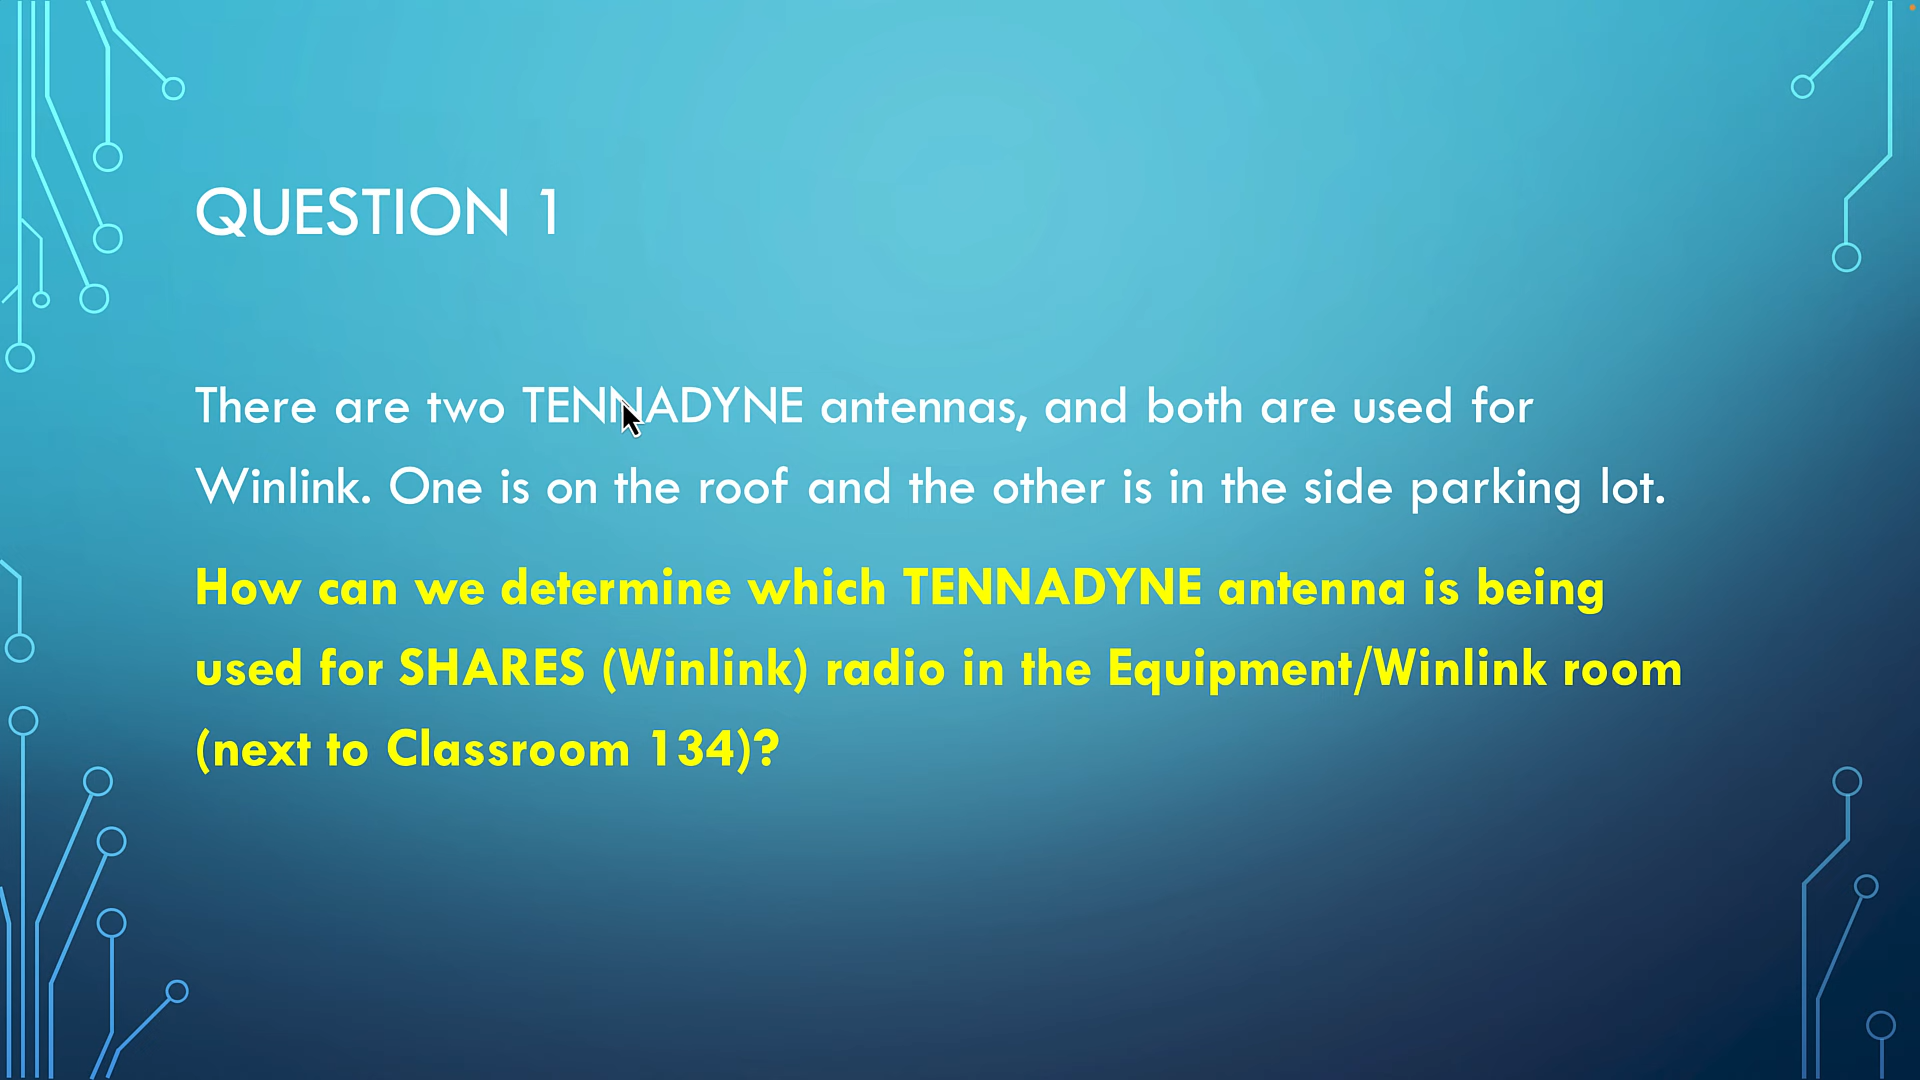 QUESTION 1
There are two TENNADYNE antennas, and both are used for
Winlink. One is on the roof and the other is in the side parking lot.
How can we determine which TENNADYNE antenna is being
used for SHARES (Winlink) radio in the Equipment/Winlink room
(next to Classroom 134)?